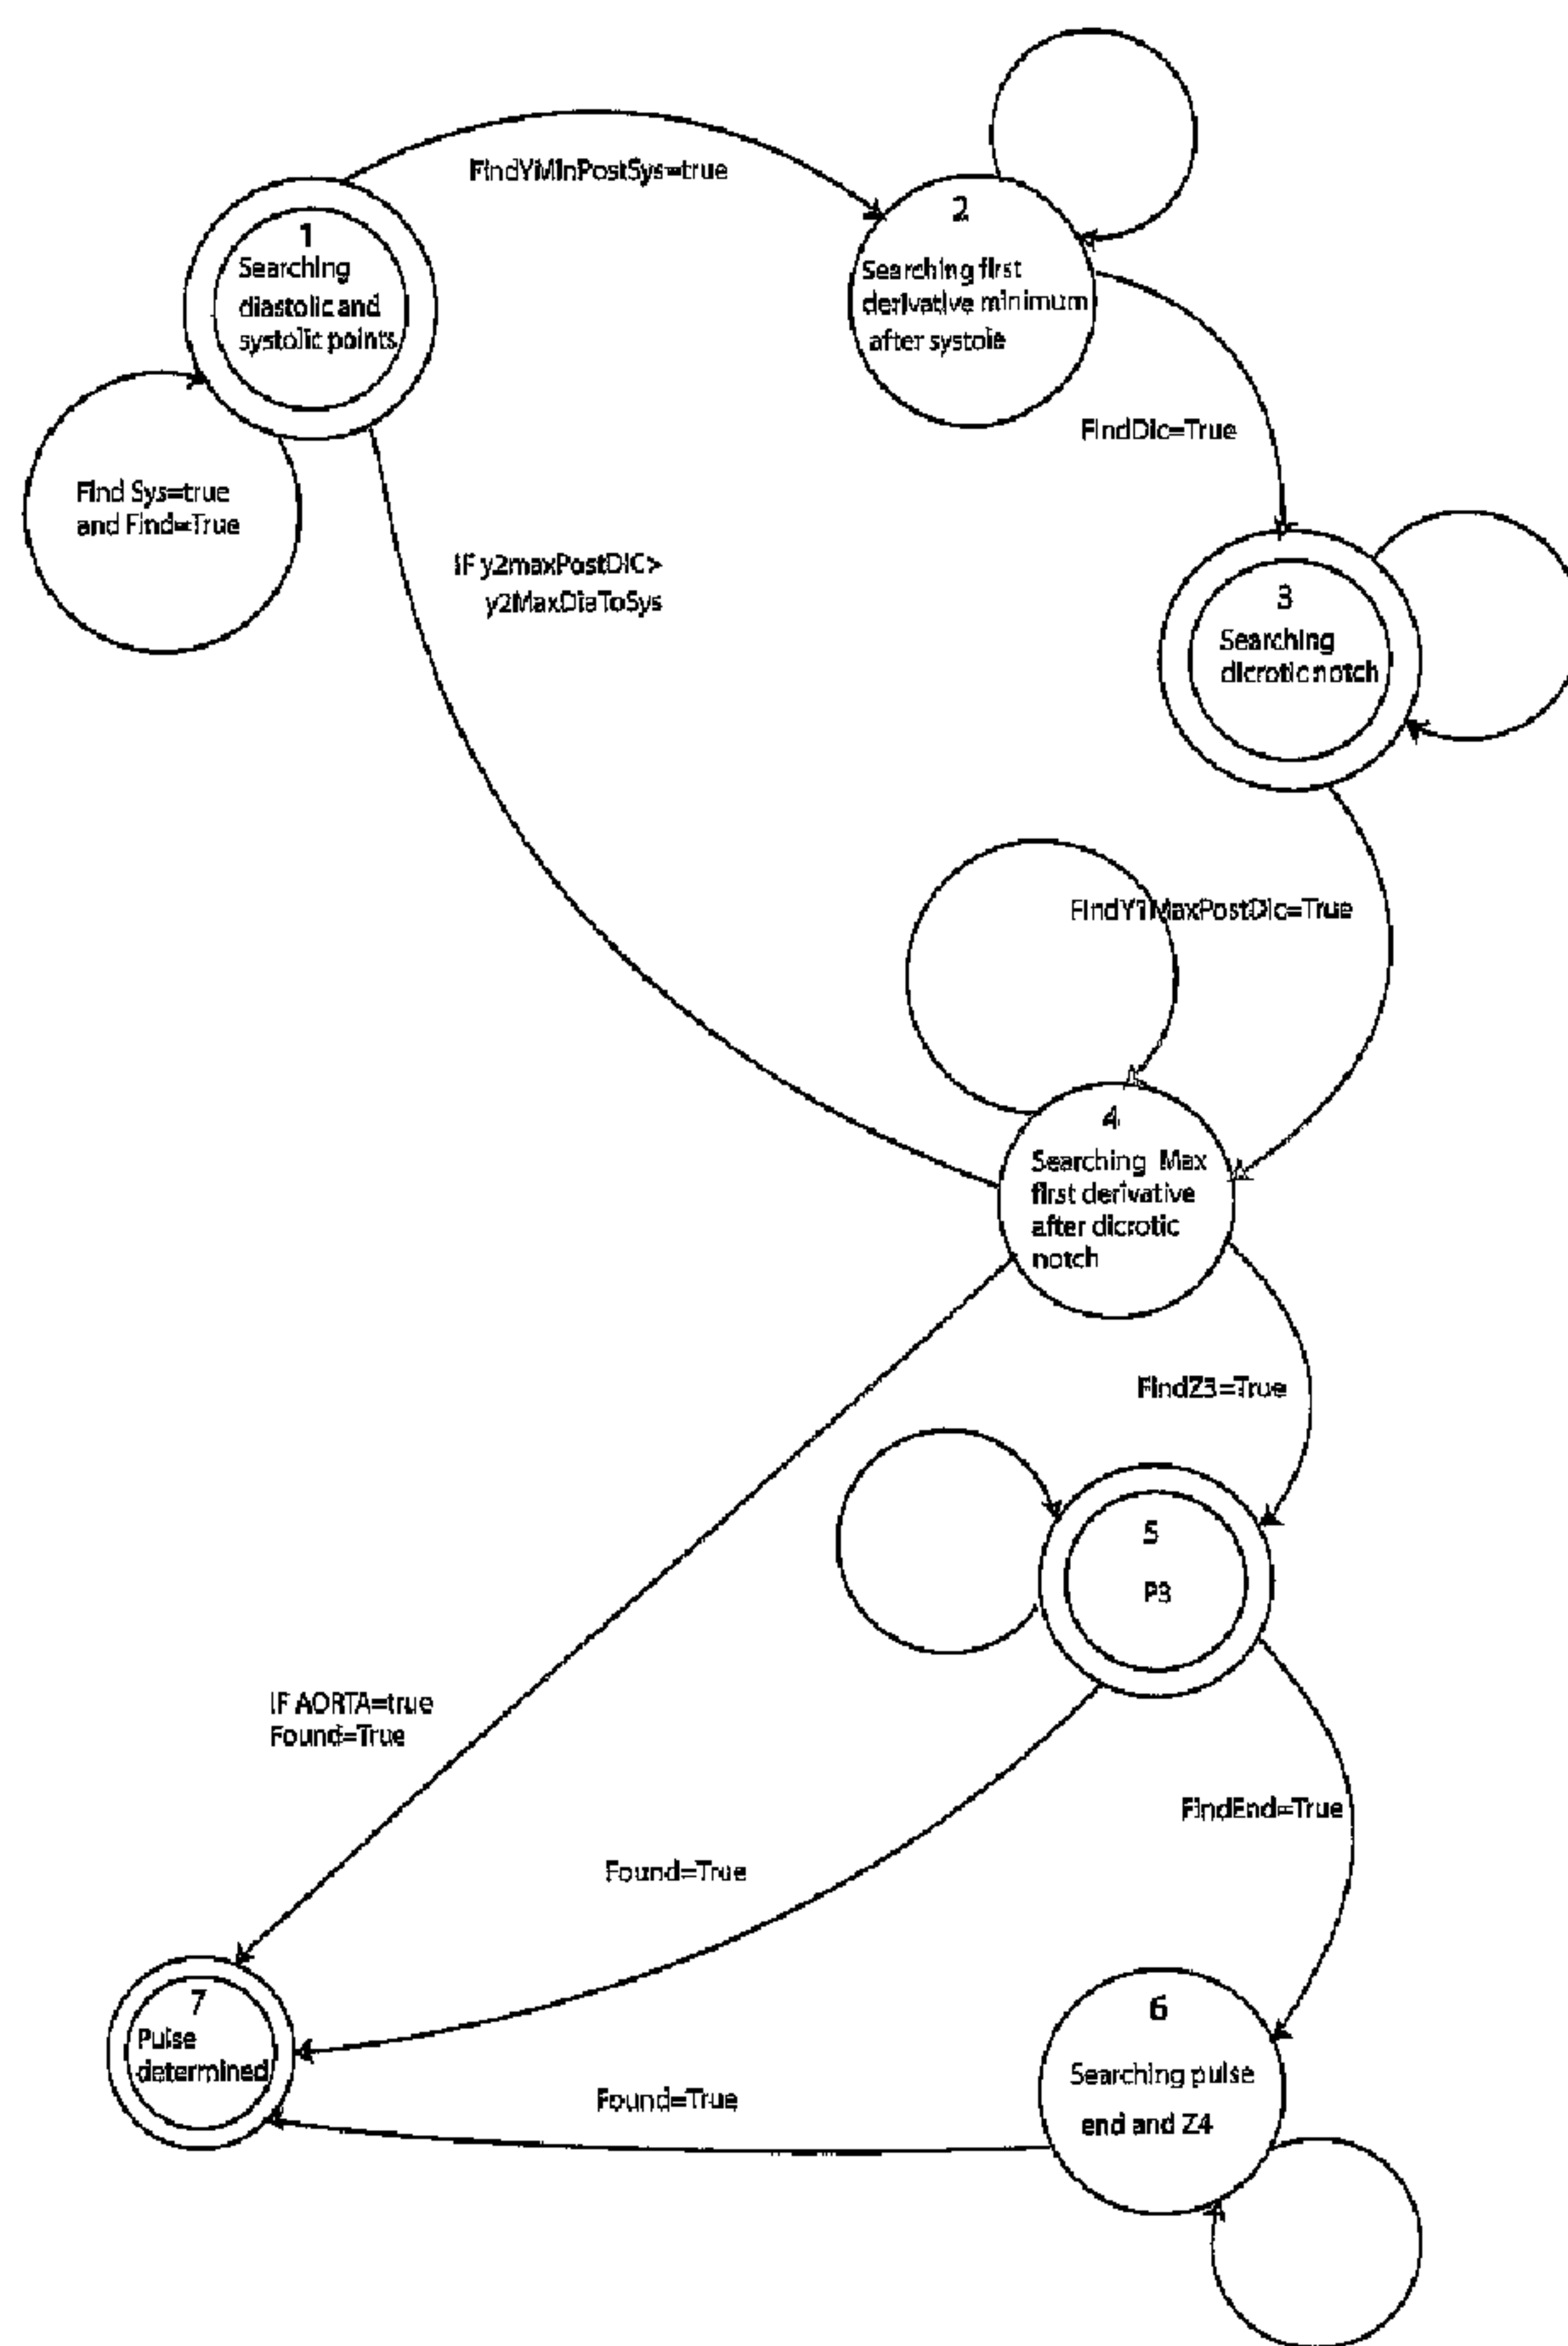 FindYMinPostSys=true
1
Searching
diastolic and
systolic points
2
Searching first
derivative minimum
after systole
Find Sys=true
and Find=True
FindDic=True
IF y2maxPostDIC>
y2MaxDiaToSys
3
Searching
dicrotic notch
FindY1MaxPostDic=True
4
Searching Max
first derivative
after dicrotic
notch
FindZ3=True
5
P3
IF AORTA=true
Found=True
FindEnd=True
Found=True
7
Pulse
determined
6
Searching pulse
end and Z4
Found=True